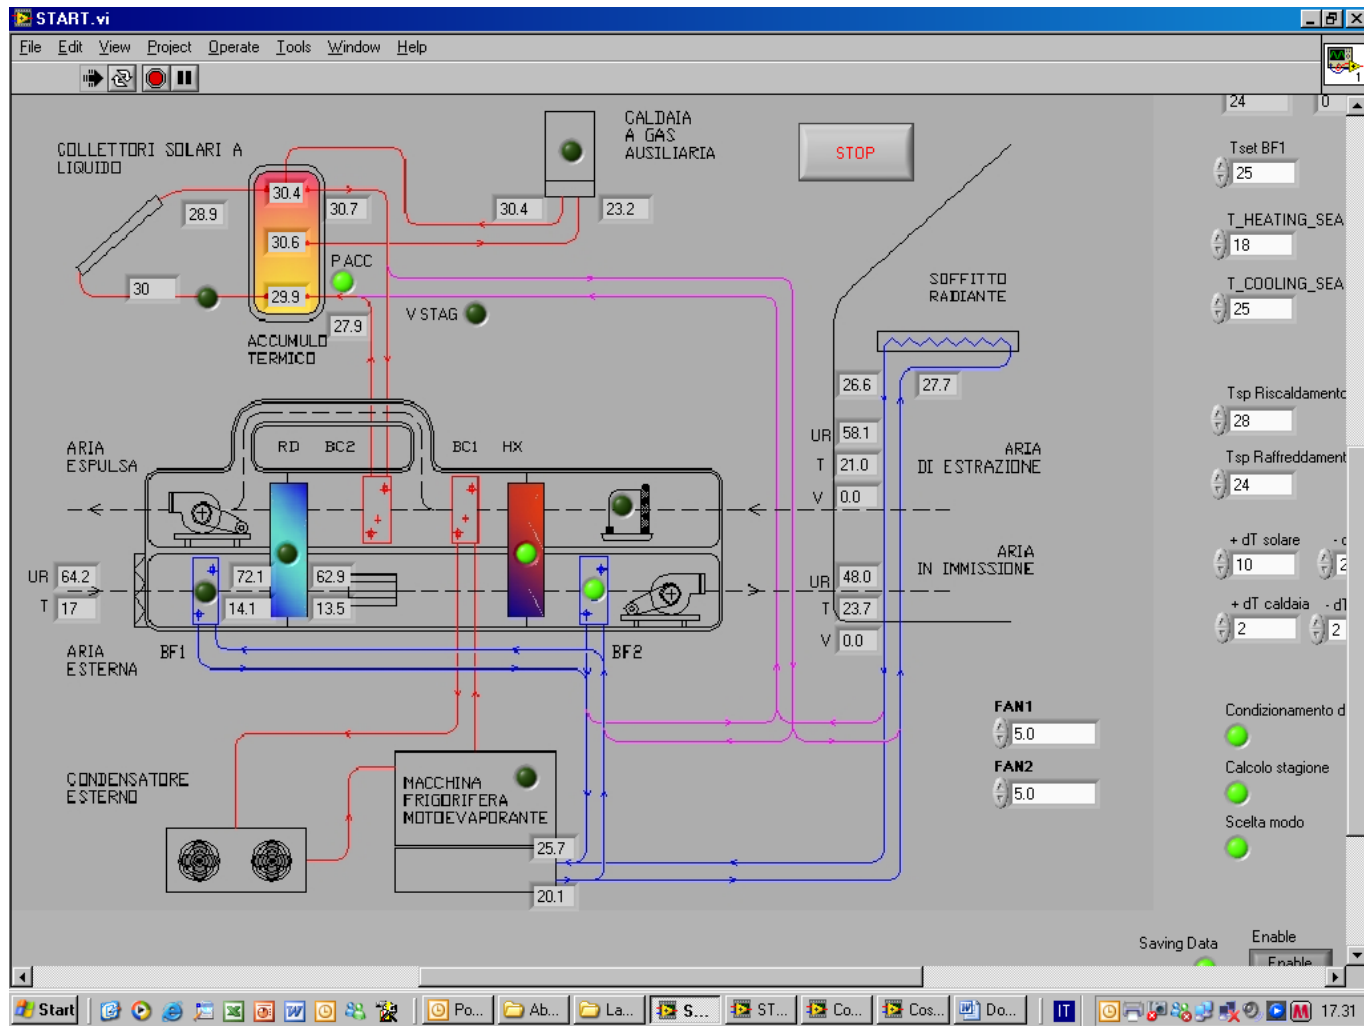 START.vi
File Edit View Project Operate Tools Window Help
1
24 0
CALDAIA
A GAS
AUSILIARIA
STOP
COLLETTORI SOLARI A
LIQUIDO
Tset BF1
25
30.4
28.9
30.7
30.4
23.2
T_HEATING_SEA
18
30.6
P ACC
SOFFITTO
RADIANTE
T_COOLING_SEA
25
30
29.9
V STAG
27.9
ACCUMULO
TERMICO
26.6
27.7
Tsp Riscaldamento
28
ARIA
ESPULSA
RD BC2 BC1 HX
UR 58.1
T 21.0
V 0.0
ARIA
DI ESTRAZIONE
Tsp Raffreddament
24
+ dT solare
10
2
UR 64.2
T 17
72.1 62.9
14.1 13.5
ARIA
IN IMMISSIONE
UR 48.0
T 23.7
V 0.0
+ dT caldaia - dT
2 2
ARIA
ESTERNA
BF1
BF2
FAN1
5.0
FAN2
5.0
Condizionamento d
Calcolo stagione
Scelta modo
CONDENSATORE
ESTERNO
MACCHINA
FRIGORIFERA
MOTOEVAPORANTE
25.7
20.1
Saving Data
Enable
Enable
Start
Po...
Ab...
La...
S...
ST...
Co...
Cos...
Do...
IT
17.31